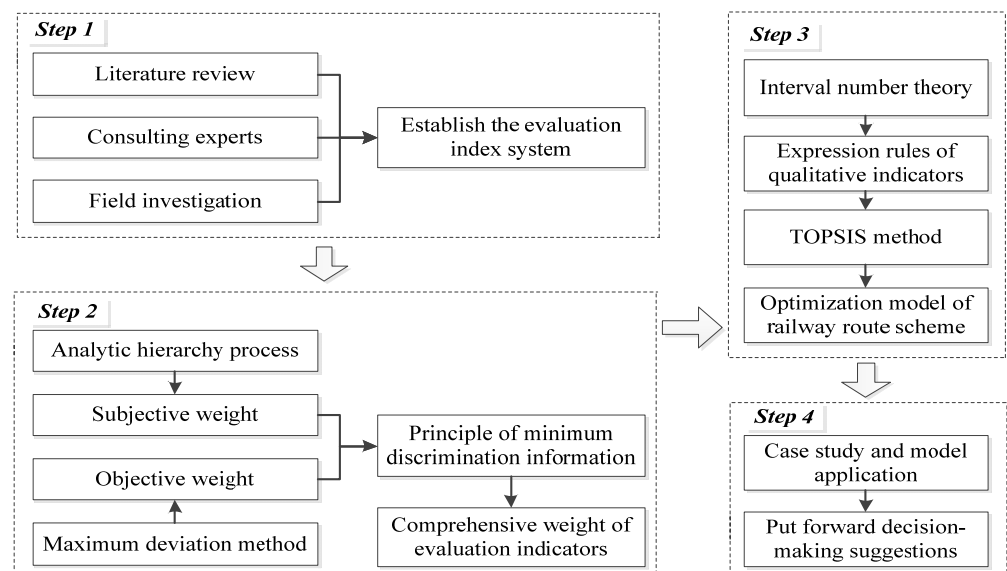 Step 1
Literature review
Consulting experts
Field investigation
Establish the evaluation
index system
Step 2
Analytic hierarchy process
Subjective weight
Objective weight
Maximum deviation method
Principle of minimum
discrimination information
Comprehensive weight of
evaluation indicators
Step 3
Interval number theory
Expression rules of
qualitative indicators
TOPSIS method
Optimization model of
railway route scheme
Step 4
Case study and model
application
Put forward decision-
making suggestions